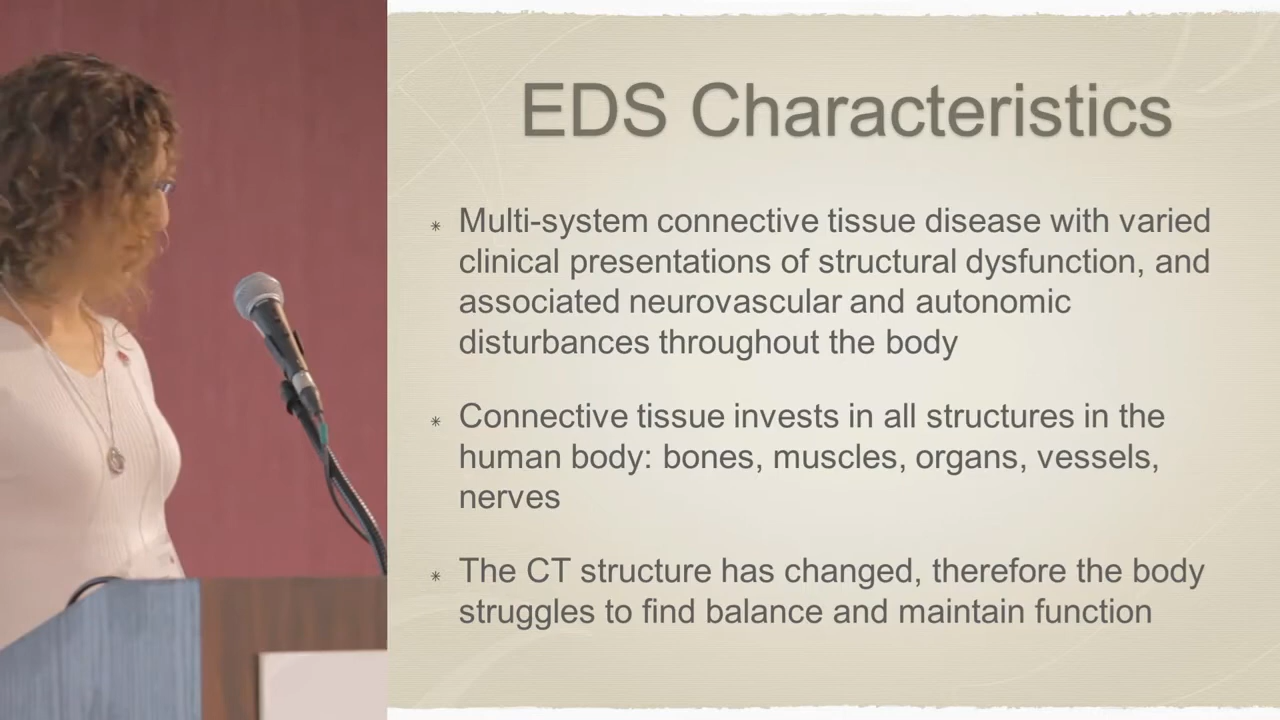 EDS Characteristics
Multi-system connective tissue disease with varied
clinical presentations of structural dysfunction, and
associated neurovascular and autonomic
disturbances throughout the body
Connective tissue invests in all structures in the
human body: bones, muscles, organs, vessels,
nerves
The CT structure has changed, therefore the body
struggles to find balance and maintain function